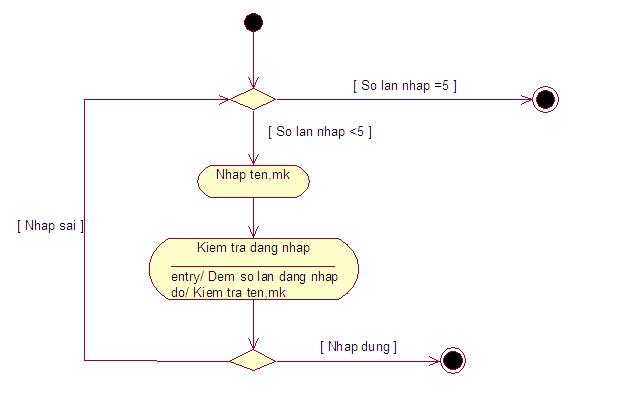 [ So lan nhap =5 ]
[ So lan nhap <5 ]
Nhap ten,mk
[ Nhap sai ]
Kiem tra dang nhap
entry/ Dem so lan dang nhap
do/ Kiem tra ten,mk
[ Nhap dung ]